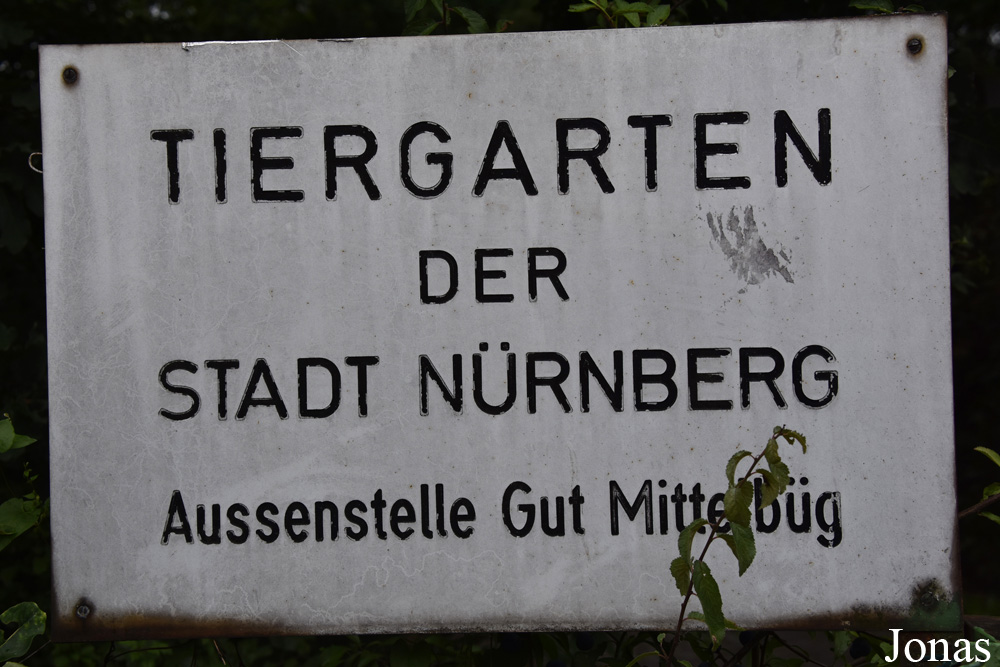 TIERGARTEN
DER
STADT NÜRNBERG
Aussenstelle Gut Mittelbüg
Jonas